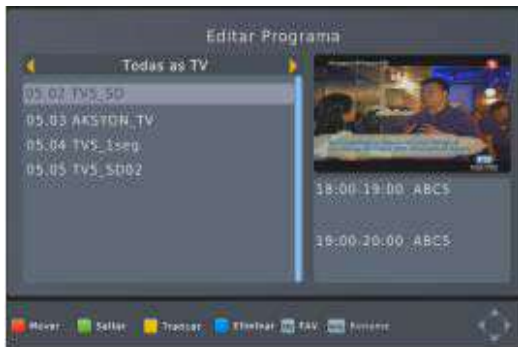 Editar Programa
Todas as TV
05.02 TV5_SD
05.03 AKSYON_TV
05.04 TV5_1seg
05.05 TV5_SD02
18:00-19:00 ABC5
19:00-20:00 ABC5
Mover Saltar Trancar Eliminar FAV Rename